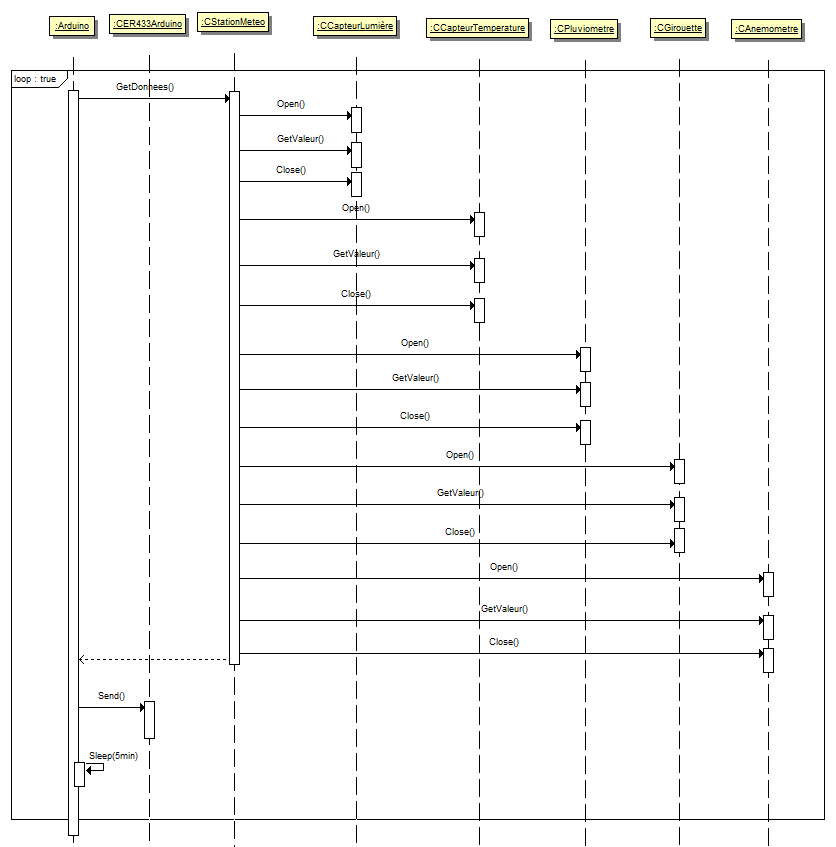 :Arduino
:CER433Arduino
:CStationMeteo
:CCapteurLumière
:CCapteurTemperature
:CPluviometre
:CGirouette
:CAnemometre
loop : true
GetDonnees()
Open()
GetValeur()
Close()
Open()
GetValeur()
Close()
Open()
GetValeur()
Close()
Open()
GetValeur()
Close()
Open()
GetValeur()
Close()
Send()
Sleep(5min)